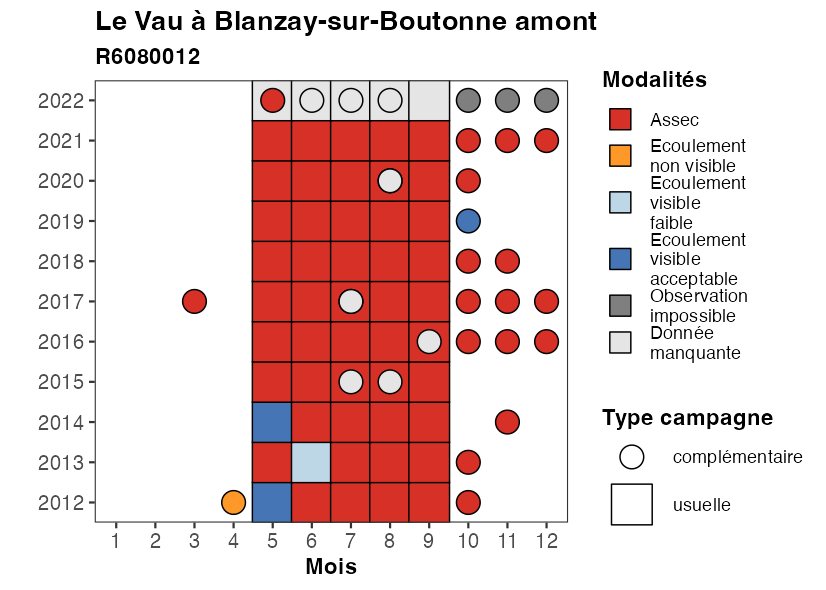 Le Vau à Blanzay-sur-Boutonne amont
R6080012
2022
2021
2020
2019
2018
2017
2016
2015
2014
2013
2012
1 2 3 4 5 6 7 8 9 10 11 12
Mois
Modalités
Assec
Ecoulement
non visible
Ecoulement
visible
faible
Ecoulement
visible
acceptable
Observation
impossible
Donnée
manquante
Type campagne
complémentaire
usuelle